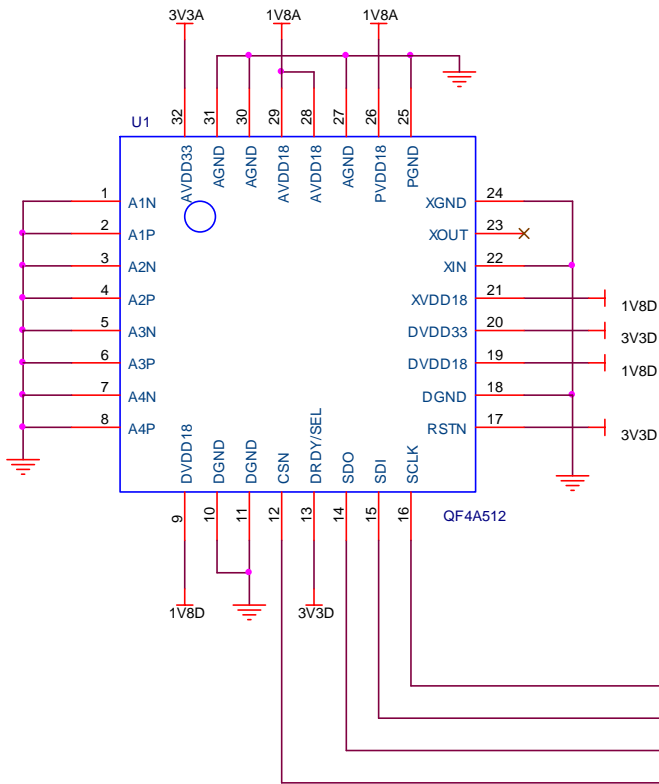 3V3A 1V8A 1V8A
32 31 30 29 28 27 26 25
U1
AVDD33 AGND AGND AVDD18 AVDD18 AGND PVDD18 PGND
1 A1N XGND 24
2 A1P XOUT 23
3 A2N XIN 22
4 A2P XVDD18 21 1V8D
5 A3N DVDD33 20 3V3D
6 A3P DVDD18 19 1V8D
7 A4N DGND 18
8 A4P RSTN 17 3V3D
DVDD18 DGND DGND CSN DRDY/SEL SDO SDI SCLK
9 10 11 12 13 14 15 16
QF4A512
1V8D 3V3D